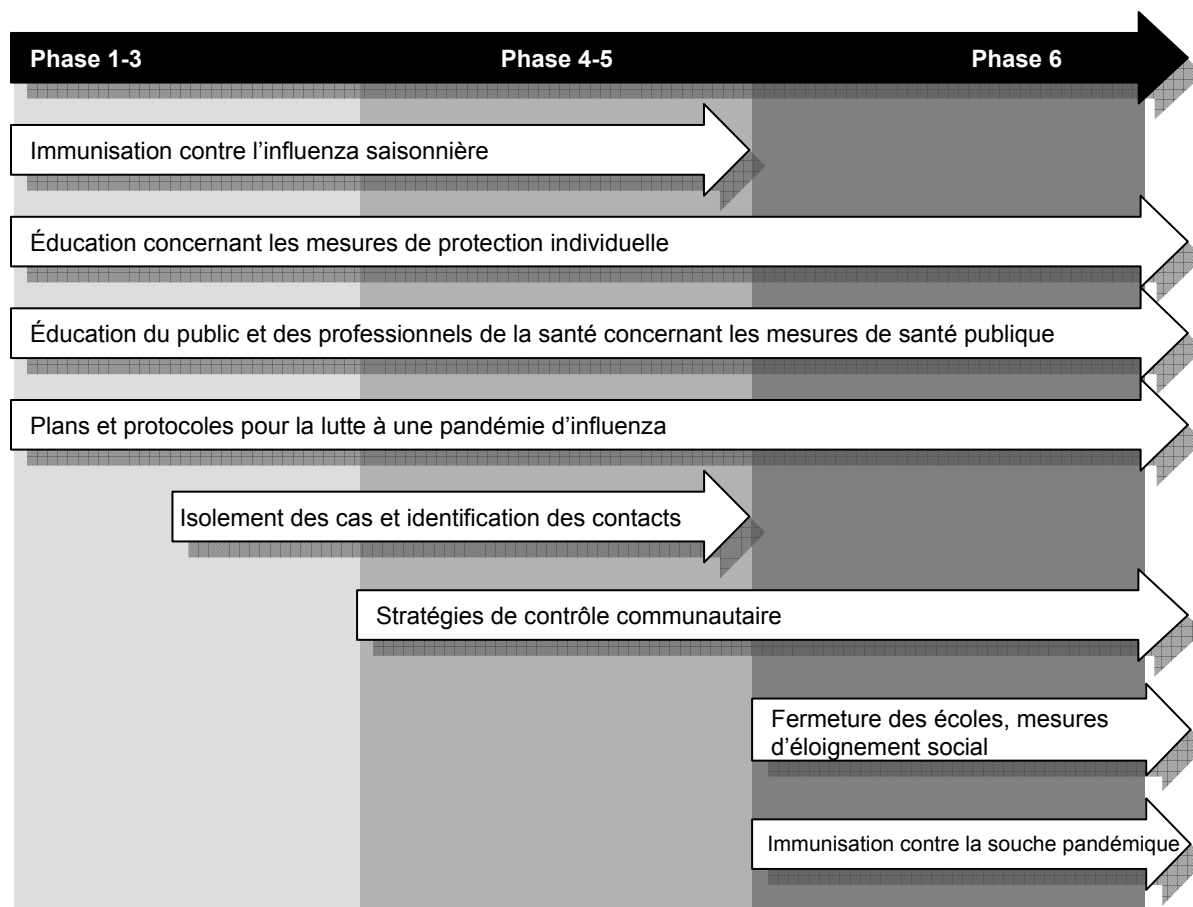 Phase 1-3 Phase 4-5 Phase 6
Immunisation contre l’influenza saisonnière
Éducation concernant les mesures de protection individuelle
Éducation du public et des professionnels de la santé concernant les mesures de santé publique
Plans et protocoles pour la lutte à une pandémie d’influenza
Isolement des cas et identification des contacts
Stratégies de contrôle communautaire
Fermeture des écoles, mesures
d’éloignement social
Immunisation contre la souche pandémique